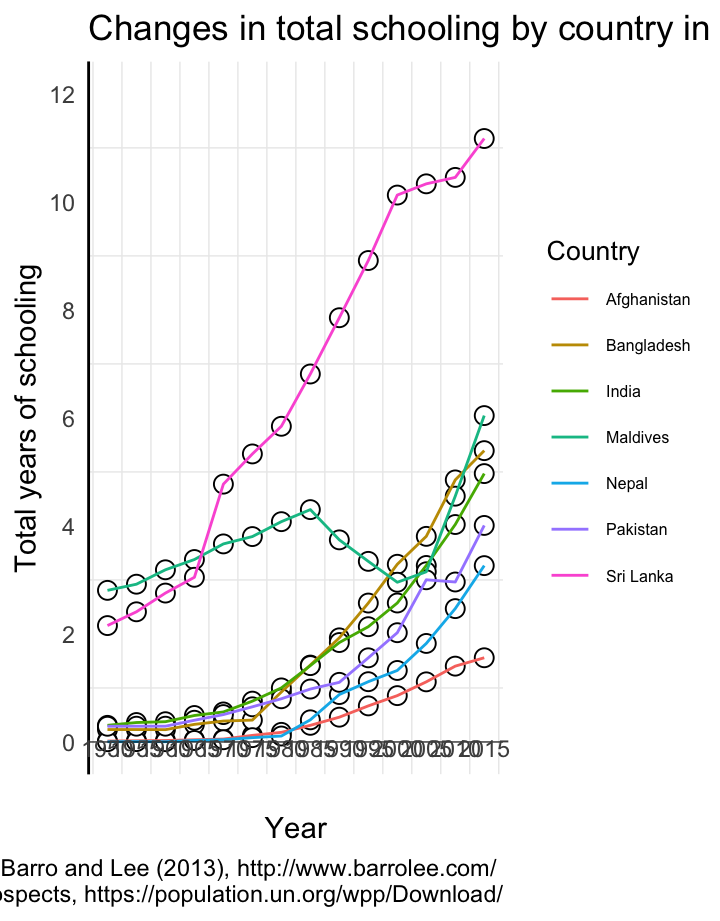 Changes in total schooling by country in
12
10
8
6
4
2
0
Total years of schooling
Country
Afghanistan
Bangladesh
India
Maldives
Nepal
Pakistan
Sri Lanka
2015
Year
Barro and Lee (2013), http://www.barrolee.com/
https://population.un.org/wpp/Download/